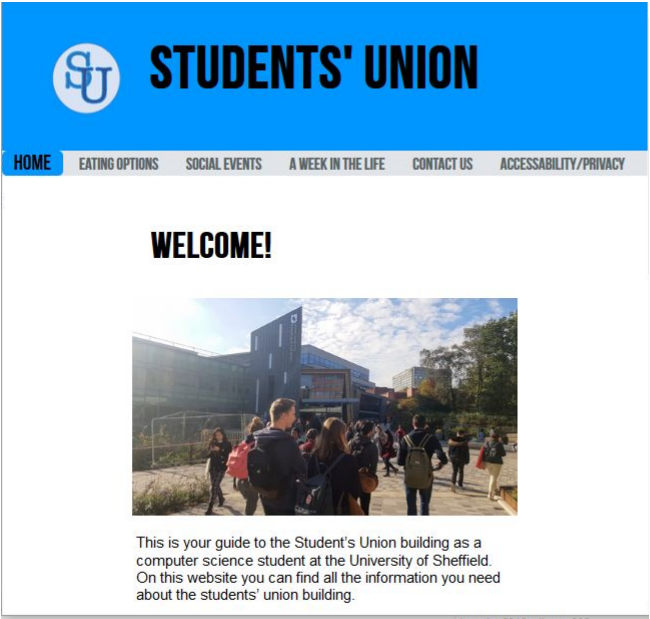 SU STUDENTS' UNION
HOME EATING OPTIONS SOCIAL EVENTS A WEEK IN THE LIFE CONTACT US ACCESSABILITY/PRIVACY
WELCOME!
This is your guide to the Student’s Union building as a
computer science student at the University of Sheffield.
On this website you can find all the information you need
about the students’ union building.